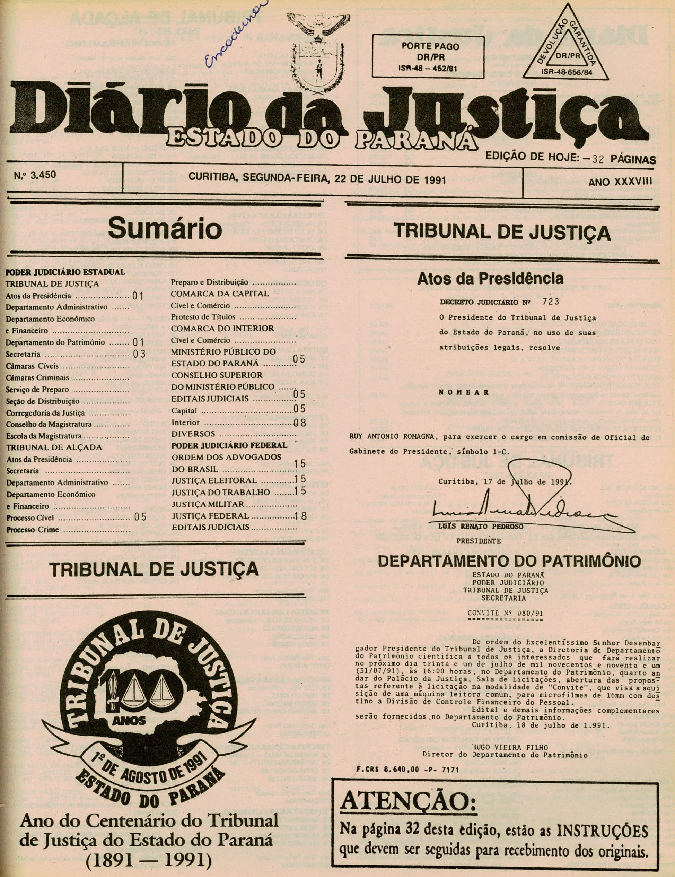 Encadernar
PORTE PAGO
DR/PR
ISR-48 - 452/81
DEVOLUÇÃO GARANTIDA
DR/PR
ISR-48-656/84
Diário da Justiça
ESTADO DO PARANÁ
EDIÇÃO DE HOJE: - 32 PÁGINAS
N.º 3.450
CURITIBA, SEGUNDA-FEIRA, 22 DE JULHO DE 1991
ANO XXXVIII
Sumário
PODER JUDICIÁRIO ESTADUAL
TRIBUNAL DE JUSTIÇA
Atos da Presidência .................. 01
Departamento Administrativo ......
Departamento Econômico
e Financeiro ..................
Departamento do Patrimônio ....... 01
Secretaria .................. 03
Câmaras Cíveis ..................
Câmaras Criminais ..................
Serviço de Preparo ..................
Seção de Distribuição ..................
Corregedoria da Justiça ..................
Conselho da Magistratura ..................
Escola da Magistratura ..................
TRIBUNAL DE ALÇADA
Atos da Presidência ..................
Secretaria ..................
Departamento Administrativo ......
Departamento Econômico
e Financeiro ..................
Processo Cível .................. 05
Processo Crime ..................
Preparo e Distribuição ..................
COMARCA DA CAPITAL
Cível e Comércio ..................
Protesto de Títulos ..................
COMARCA DO INTERIOR
Cível e Comércio ..................
MINISTÉRIO PÚBLICO DO
ESTADO DO PARANÁ .................. 05
CONSELHO SUPERIOR
DO MINISTÉRIO PÚBLICO ......
EDITAIS JUDICIAIS .................. 05
Capital .................. 05
Interior .................. 08
DIVERSOS ..................
PODER JUDICIÁRIO FEDERAL
ORDEM DOS ADVOGADOS
DO BRASIL .................. 15
JUSTIÇA ELEITORAL .................. 15
JUSTIÇA DO TRABALHO .................. 15
JUSTIÇA MILITAR ..................
JUSTIÇA FEDERAL .................. 18
EDITAIS JUDICIAIS ..................
TRIBUNAL DE JUSTIÇA
TRIBUNAL DE JUSTIÇA
100
ANOS
1º DE AGOSTO DE 1991
ESTADO DO PARANÁ
Ano do Centenário do Tribunal
de Justiça do Estado do Paraná
(1891 — 1991)
TRIBUNAL DE JUSTIÇA
Atos da Presidência
DECRETO JUDICIÁRIO Nº 723
O Presidente do Tribunal de Justiça
do Estado do Paraná, no uso de suas
atribuições legais, resolve
N O M E A R
RUY ANTONIO ROMAGNA, para exercer o cargo em comissão de Oficial de
Gabinete do Presidente, símbolo 1-C.
Curitiba, 17 de julho de 1991.
LUÍS RENATO PEDROSO
PRESIDENTE
DEPARTAMENTO DO PATRIMÔNIO
ESTADO DO PARANÁ
PODER JUDICIÁRIO
TRIBUNAL DE JUSTIÇA
SECRETARIA
CONVITE Nº 080/91
De ordem do Excelentíssimo Senhor Desembar
gador Presidente do Tribunal de Justiça, a Diretoria do Departamento
do Patrimônio cientifica a todos os interessados que fará realizar
no próximo dia trinta e um de julho de mil novecentos e noventa e um
(31/07/91), às 16:00 horas, no Departamento do Patrimônio, quarto an
dar do Palácio da Justiça, Sala de Licitações, abertura das propos-
tas referente à licitação na modalidade de "Convite", que visa a aqui
sição de uma máquina leitora comum, para microfilmes de 16mm com des
tino a Divisão de Controle Financeiro do Pessoal.
Edital e demais informações complementares
serão fornecidos no Departamento do Patrimônio.
Curitiba, 18 de julho de 1.991.
HUGO VIEIRA FILHO
Diretor do Departamento do Patrimônio
F.CR$ 8.640,00 -P- 7171
ATENÇÃO:
Na página 32 desta edição, estão as INSTRUÇÕES
que devem ser seguidas para recebimento dos originais.